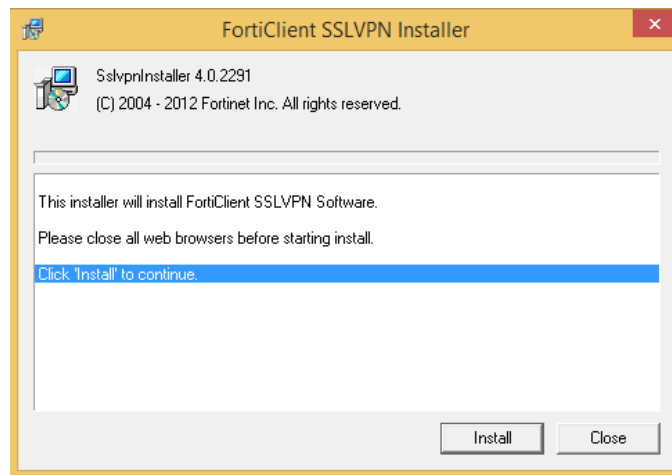 FortiClient SSLVPN Installer
SslvpnInstaller 4.0.2291
(C) 2004 - 2012 Fortinet Inc. All rights reserved.
This installer will install FortiClient SSLVPN Software.
Please close all web browsers before starting install.
Click 'Install' to continue.
Install Close